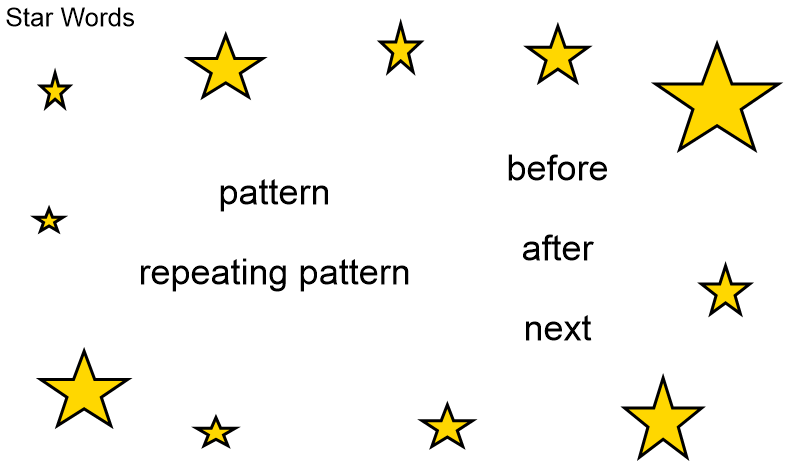 Star Words
pattern
repeating pattern
before
after
next